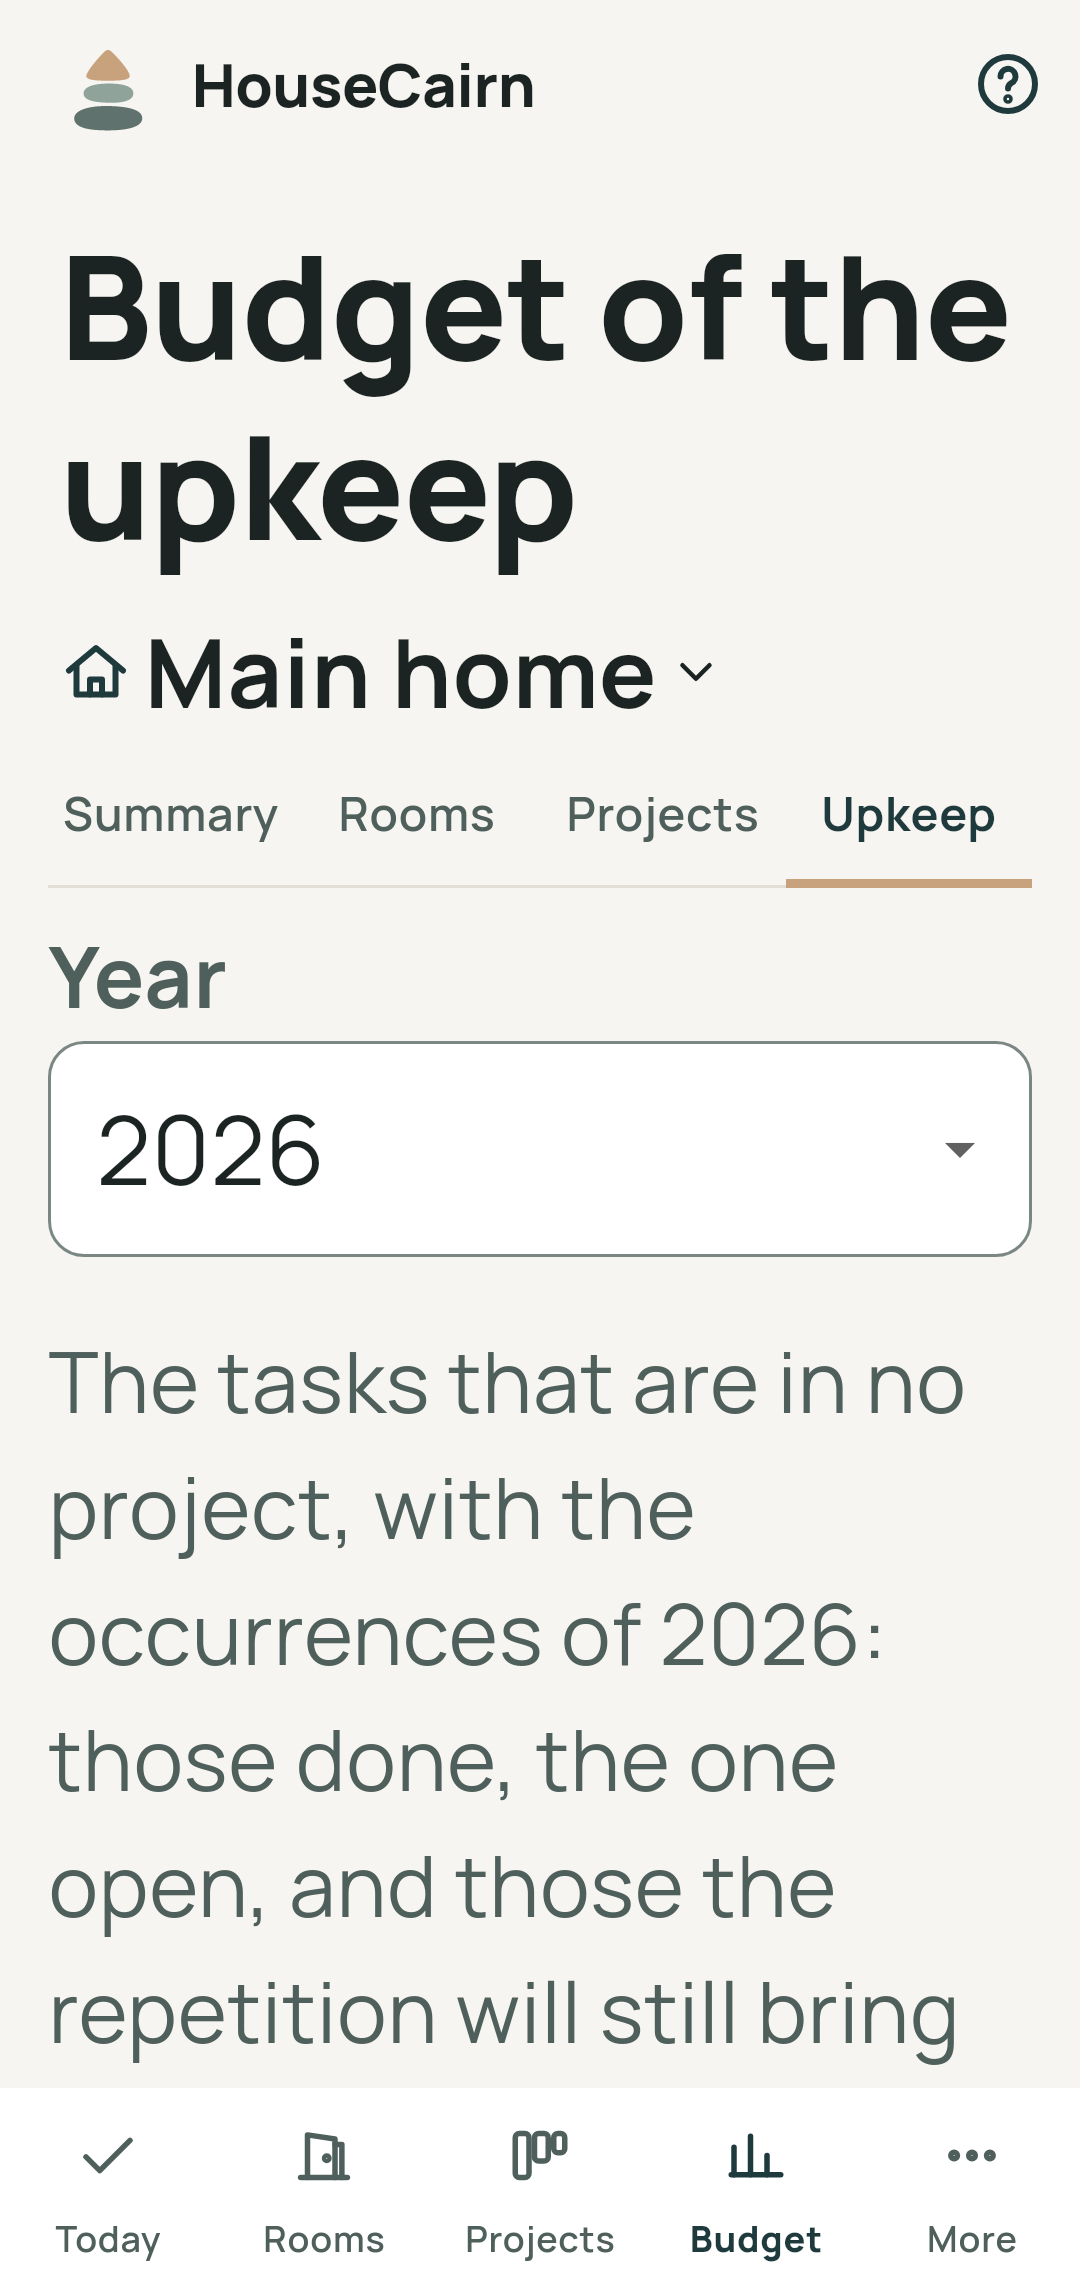 HouseCairn
Budget of the
upkeep
Main home
Summary Rooms Projects Upkeep
Year
2026
The tasks that are in no
project, with the
occurrences of 2026:
those done, the one
open, and those the
repetition will still bring
Today Rooms Projects Budget More